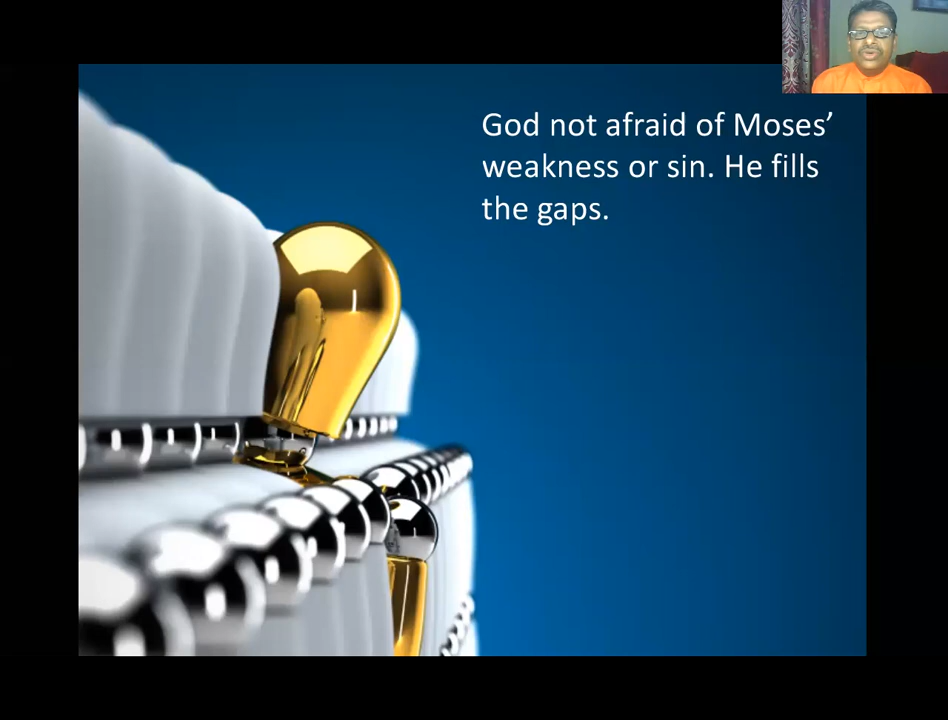 God not afraid of Moses’
weakness or sin. He fills
the gaps.